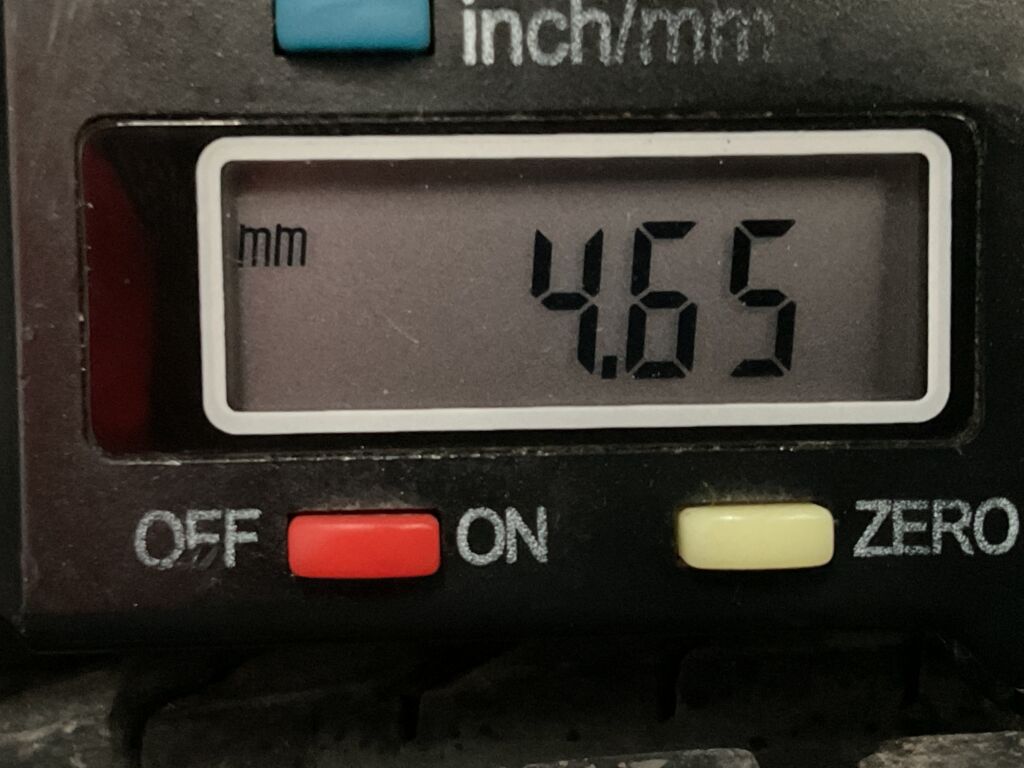 inch/mm
mm 4.65
OFF ON ZERO